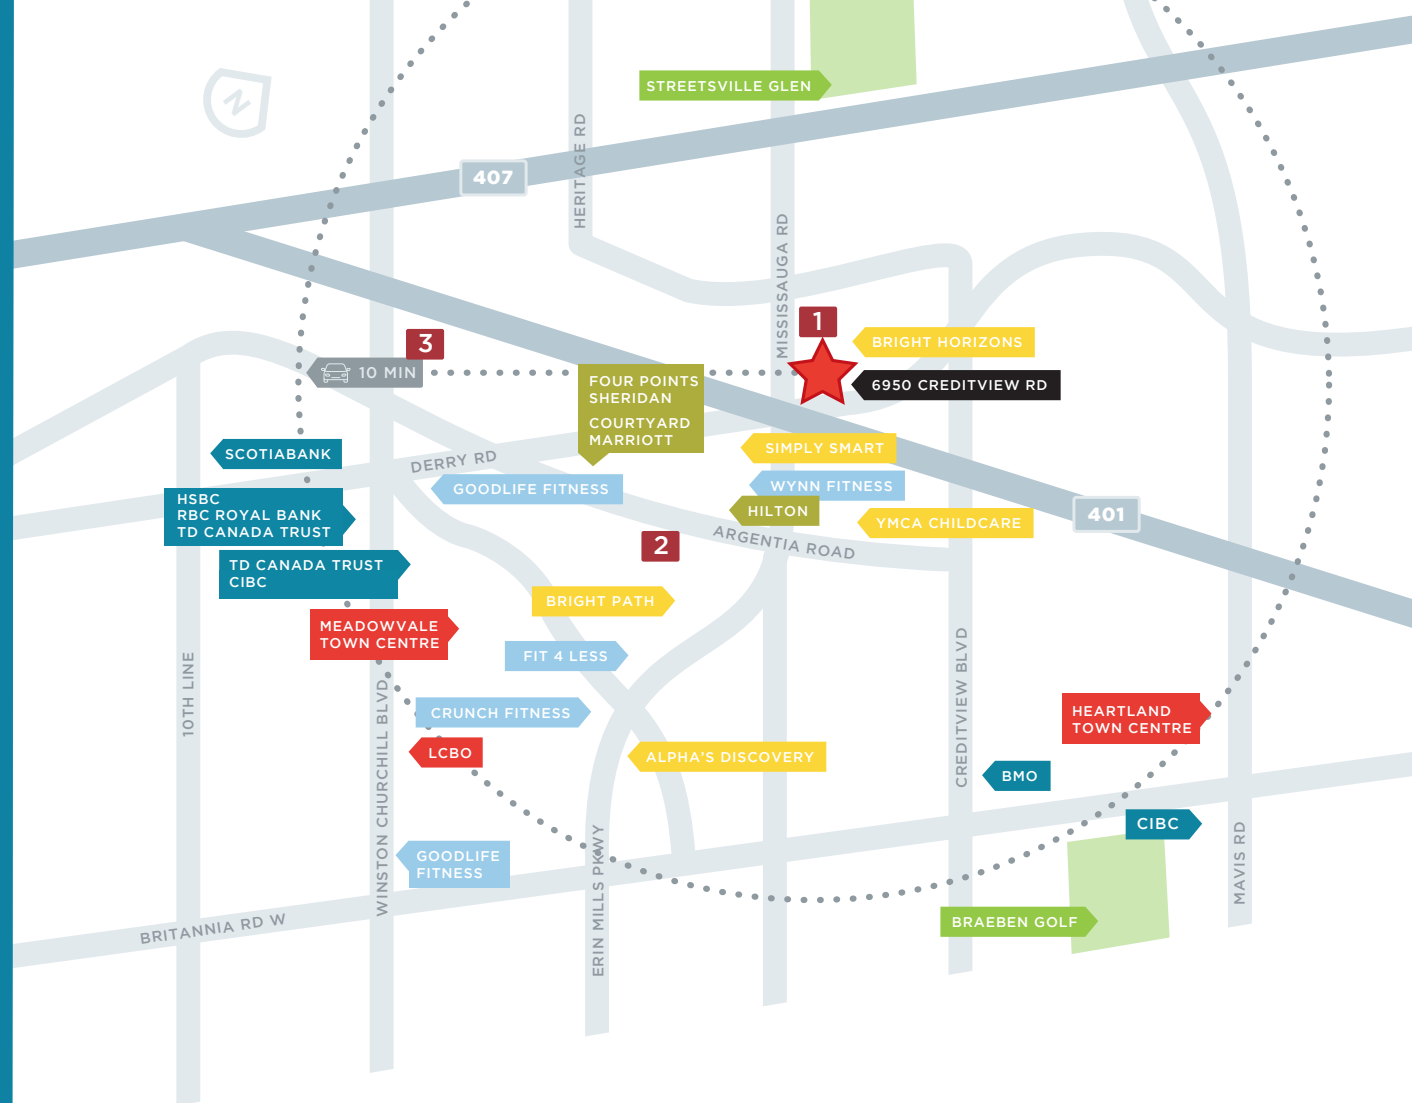 STREETSVILLE GLEN
N
HERITAGE RD
407
MISSISSAUGA RD
1
3
BRIGHT HORIZONS
10 MIN
FOUR POINTS
SHERIDAN
COURTYARD
MARRIOTT
6950 CREDITVIEW RD
SCOTIABANK
DERRY RD
SIMPLY SMART
GOODLIFE FITNESS
WYNN FITNESS
HSBC
RBC ROYAL BANK
TD CANADA TRUST
HILTON
YMCA CHILDCARE
401
ARGENTIA ROAD
2
TD CANADA TRUST
CIBC
BRIGHT PATH
MEADOWVALE
TOWN CENTRE
FIT 4 LESS
10TH LINE
WINSTON CHURCHILL BLVD
CREDITVIEW BLVD
CRUNCH FITNESS
HEARTLAND
TOWN CENTRE
LCBO
ALPHA'S DISCOVERY
BMO
CIBC
GOODLIFE
FITNESS
ERIN MILLS PKWY
MAVIS RD
BRITANNIA RD W
BRAEBEN GOLF